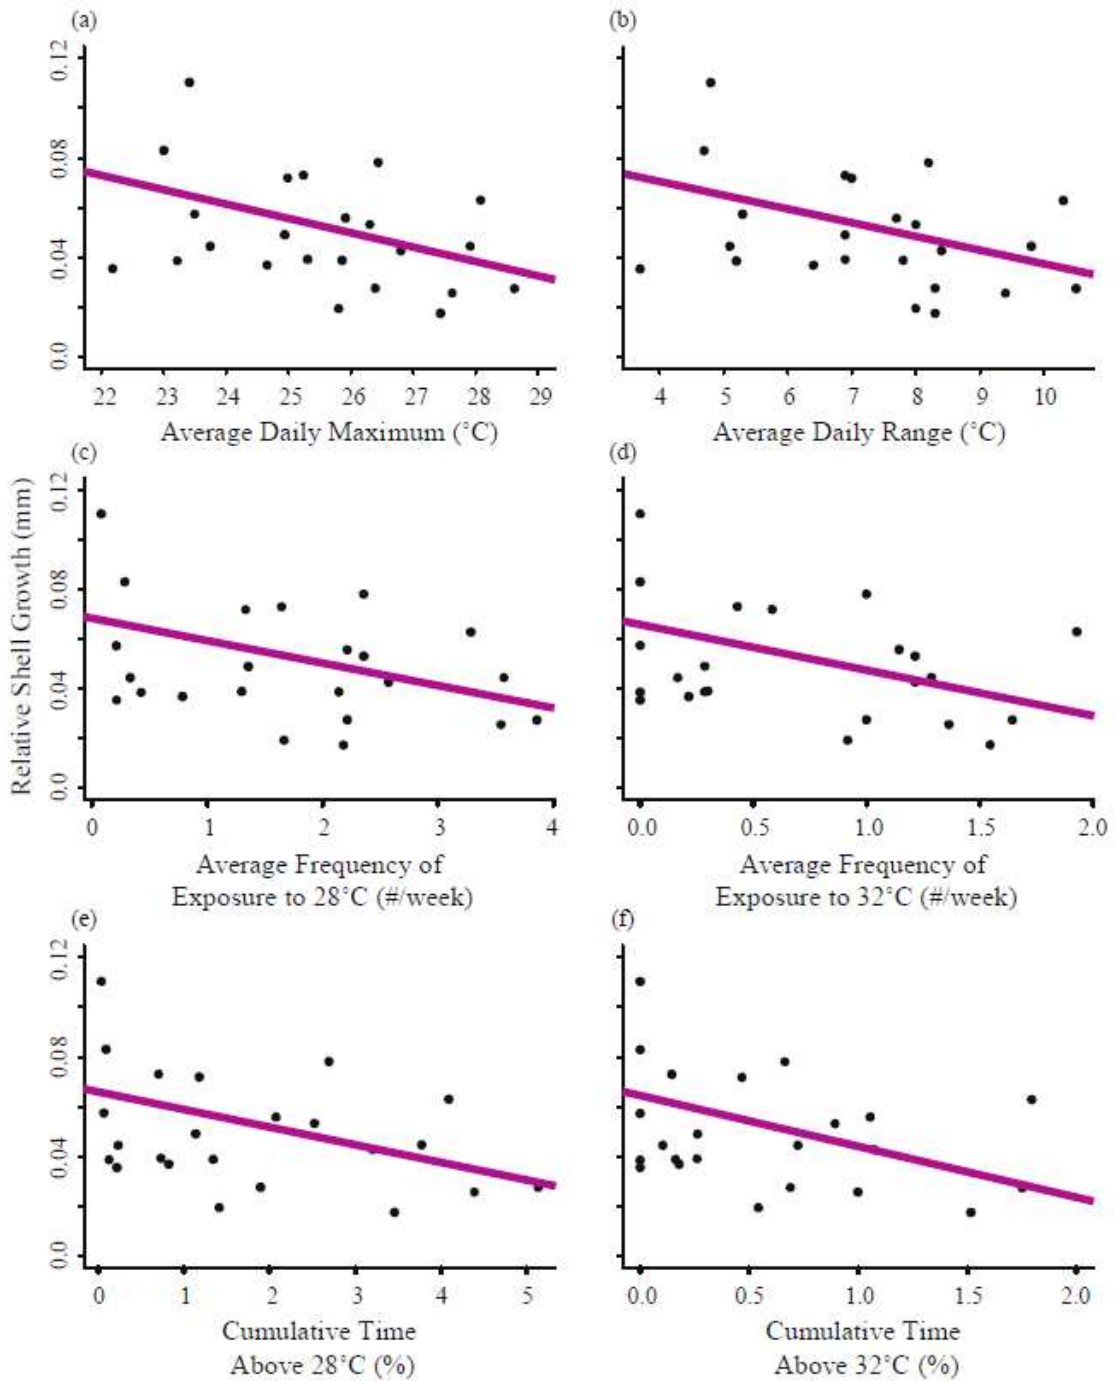 (a)
(b)
0.12
0.08
0.04
0.0
22 23 24 25 26 27 28 29
4 5 6 7 8 9 10
Average Daily Maximum (°C)
Average Daily Range (°C)
(c)
(d)
Relative Shell Growth (mm)
0.12
0.08
0.04
0.0
0 1 2 3 4
0.0 0.5 1.0 1.5 2.0
Average Frequency of
Exposure to 28°C (#/week)
Average Frequency of
Exposure to 32°C (#/week)
(e)
(f)
0.12
0.08
0.04
0.0
0 1 2 3 4 5
0.0 0.5 1.0 1.5 2.0
Cumulative Time
Above 28°C (%)
Cumulative Time
Above 32°C (%)